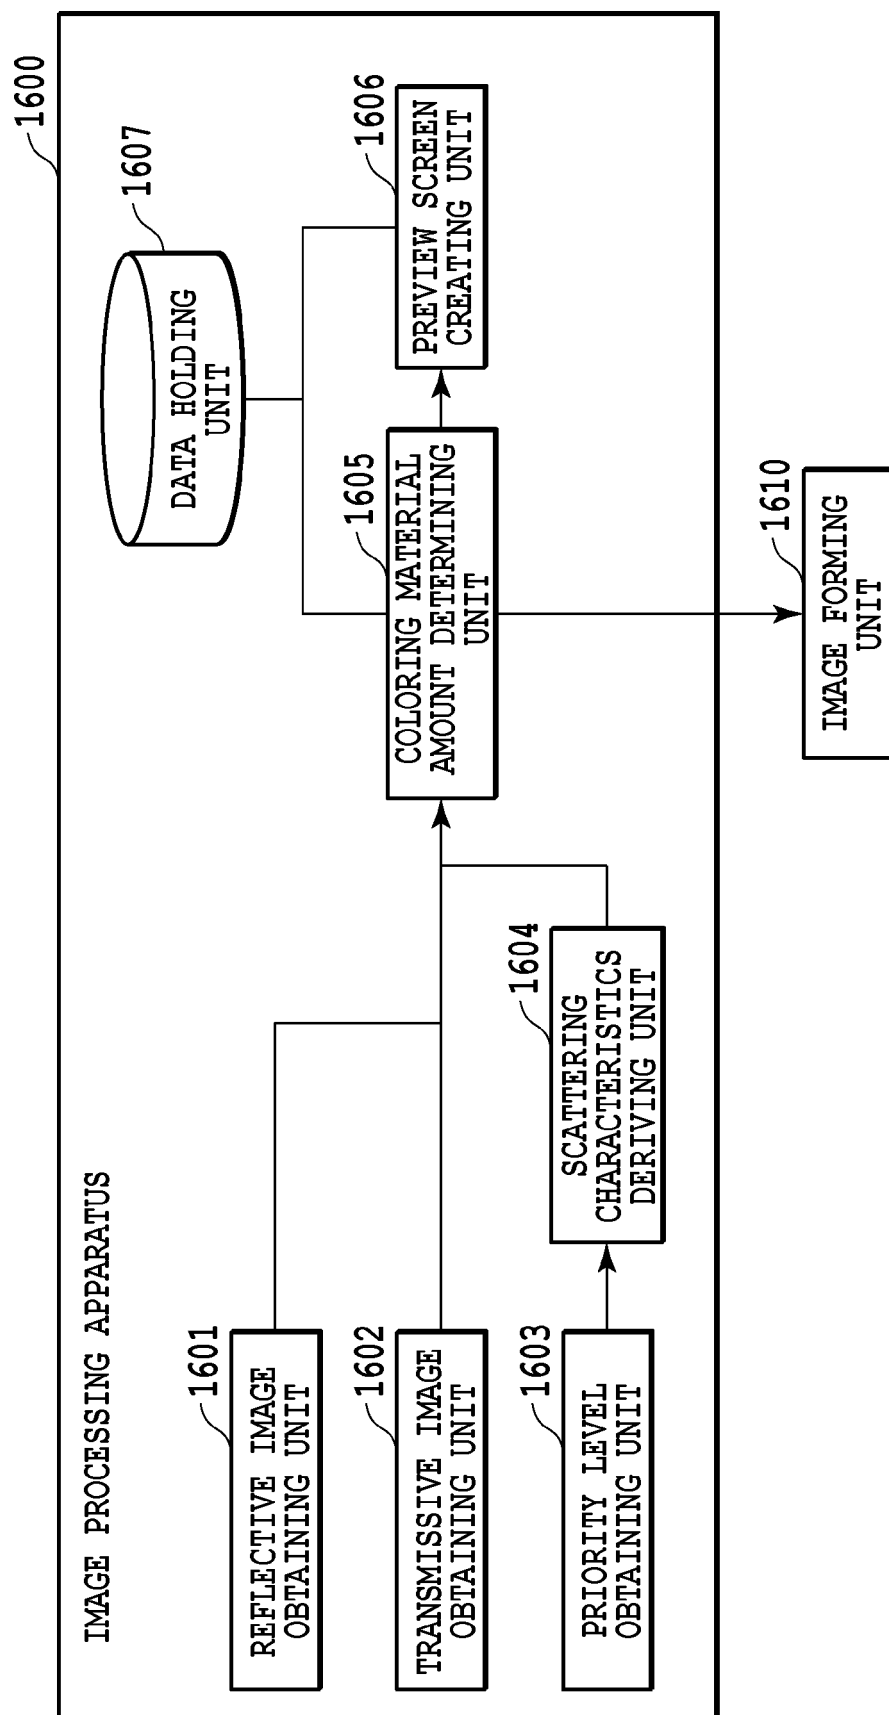 1600
IMAGE PROCESSING APPARATUS
1607
DATA HOLDING
UNIT
1601
REFLECTIVE IMAGE
OBTAINING UNIT
1602
TRANSMISSIVE IMAGE
OBTAINING UNIT
1603
PRIORITY LEVEL
OBTAINING UNIT
1604
SCATTERING
CHARACTERISTICS
DERIVING UNIT
1605
COLORING MATERIAL
AMOUNT DETERMINING
UNIT
1606
PREVIEW SCREEN
CREATING UNIT
1610
IMAGE FORMING
UNIT